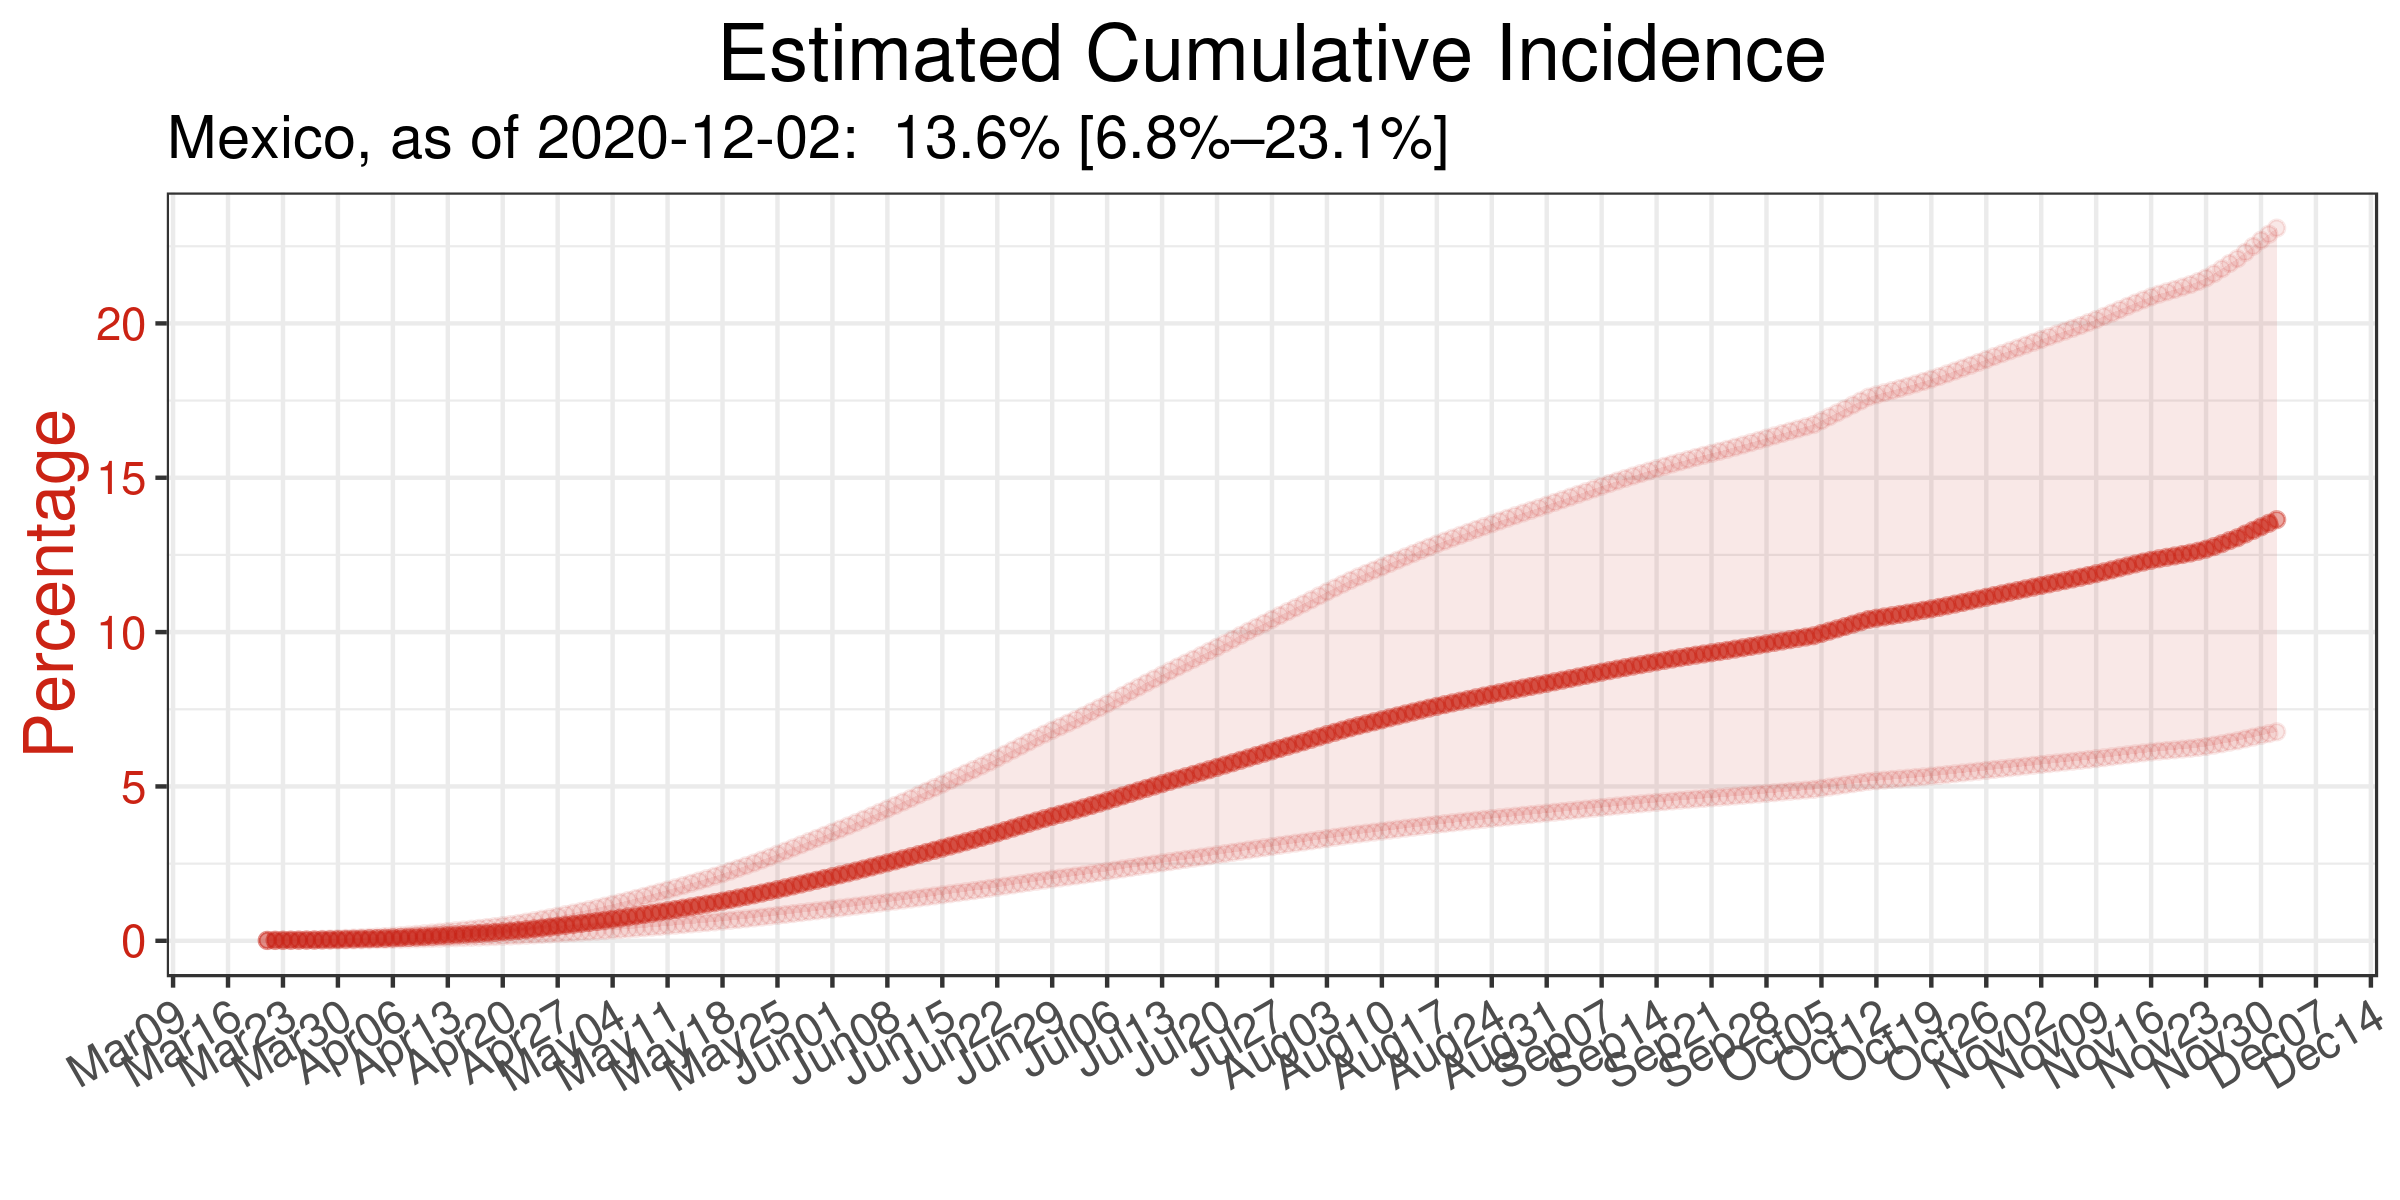 Estimated Cumulative Incidence
Mexico, as of 2020-12-02:  13.6% [6.8%–23.1%]
Percentage
20
15
10
5
0
Mar09
Mar16
Mar23
Mar30
Apr06
Apr13
Apr20
Apr27
May04
May11
May18
May25
Jun01
Jun08
Jun15
Jun22
Jun29
Jul06
Jul13
Jul20
Jul27
Aug03
Aug10
Aug17
Aug24
Aug31
Sep07
Sep14
Sep21
Sep28
Oct05
Oct12
Oct19
Oct26
Nov02
Nov09
Nov16
Nov23
Nov30
Dec07
Dec14